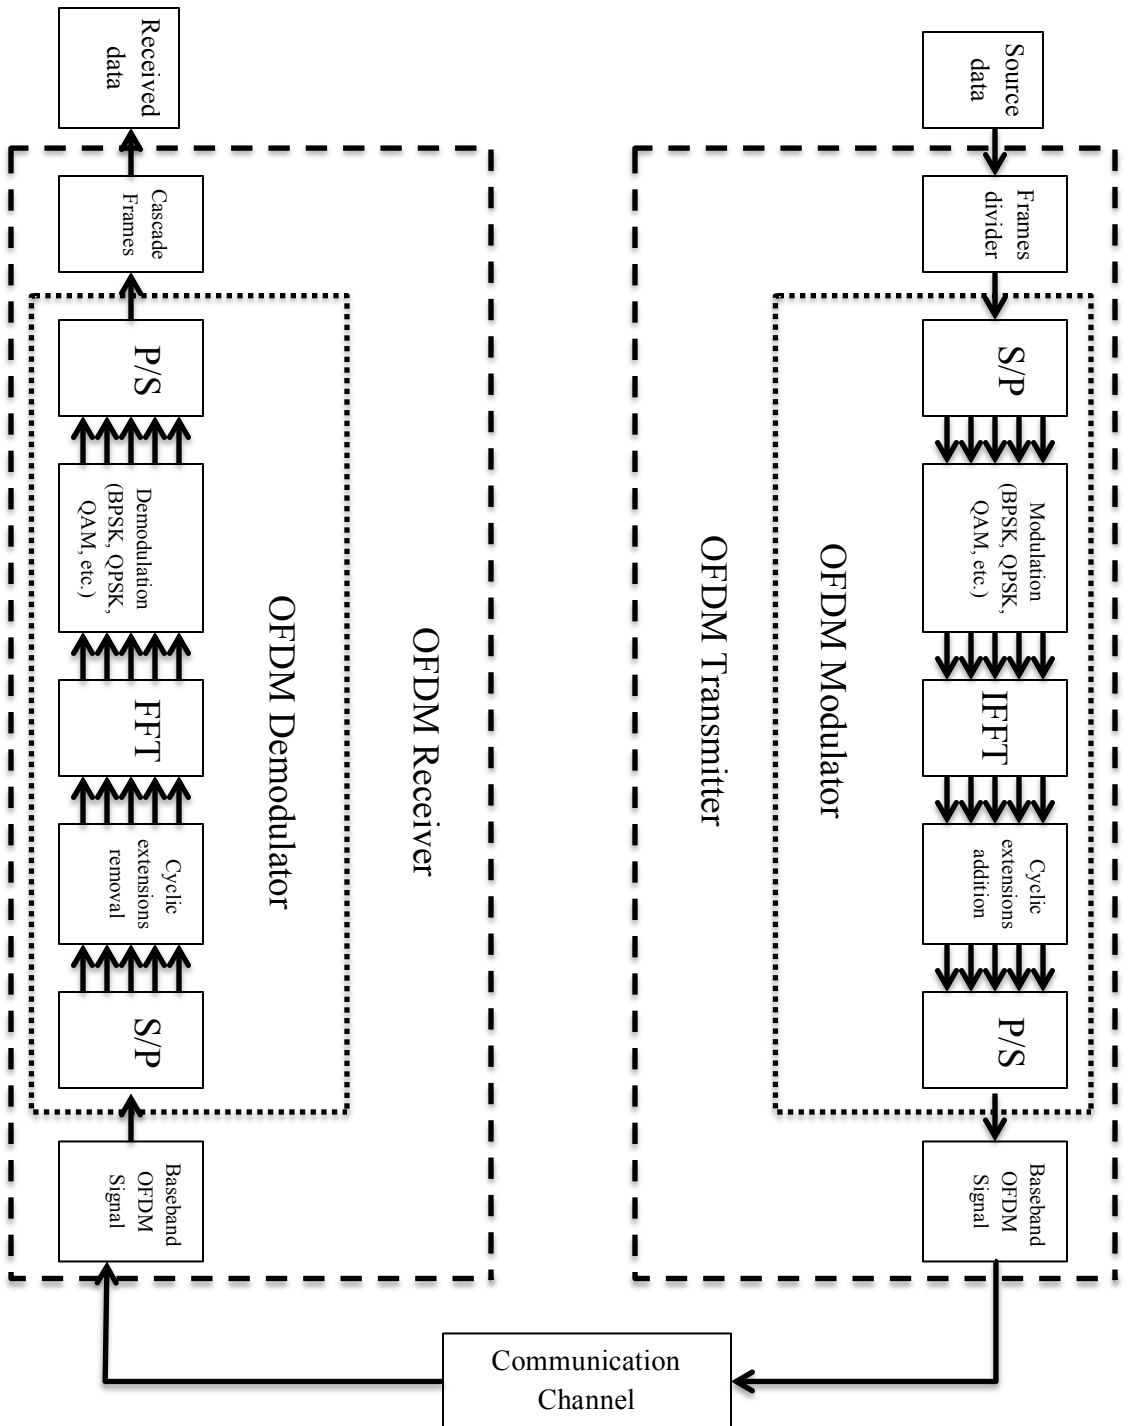 Source
data
Frames
divider
S/P
Modulation
(BPSK, QPSK,
QAM, etc.)
IFFT
Cyclic
extensions
addition
P/S
Baseband
OFDM
Signal
OFDM Modulator
OFDM Transmitter
Communication
Channel
OFDM Receiver
OFDM Demodulator
Received
data
Cascade
Frames
P/S
Demodulation
(BPSK, QPSK,
QAM, etc.)
FFT
Cyclic
extensions
removal
S/P
Baseband
OFDM
Signal